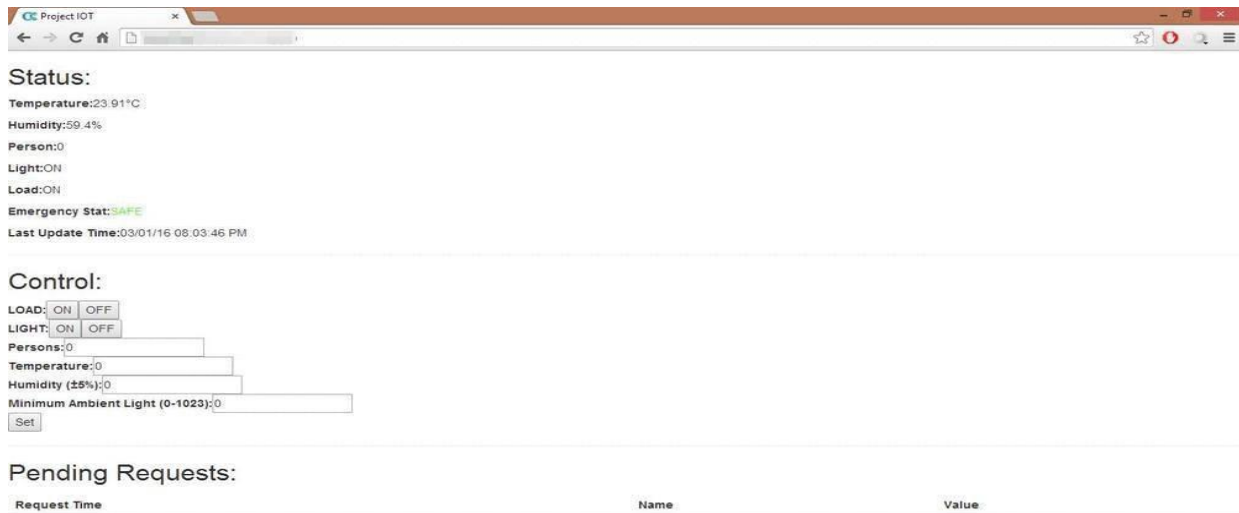 Project IOT
Status:
Temperature:23.91°C
Humidity:59.4%
Person:0
Light:ON
Load:ON
Emergency Stat:SAFE
Last Update Time:03/01/16 08:03:46 PM
Control:
LOAD: ON OFF
LIGHT: ON OFF
Persons:0
Temperature:0
Humidity (±5%):0
Minimum Ambient Light (0-1023):0
Set
Pending Requests:
Request Time Name Value